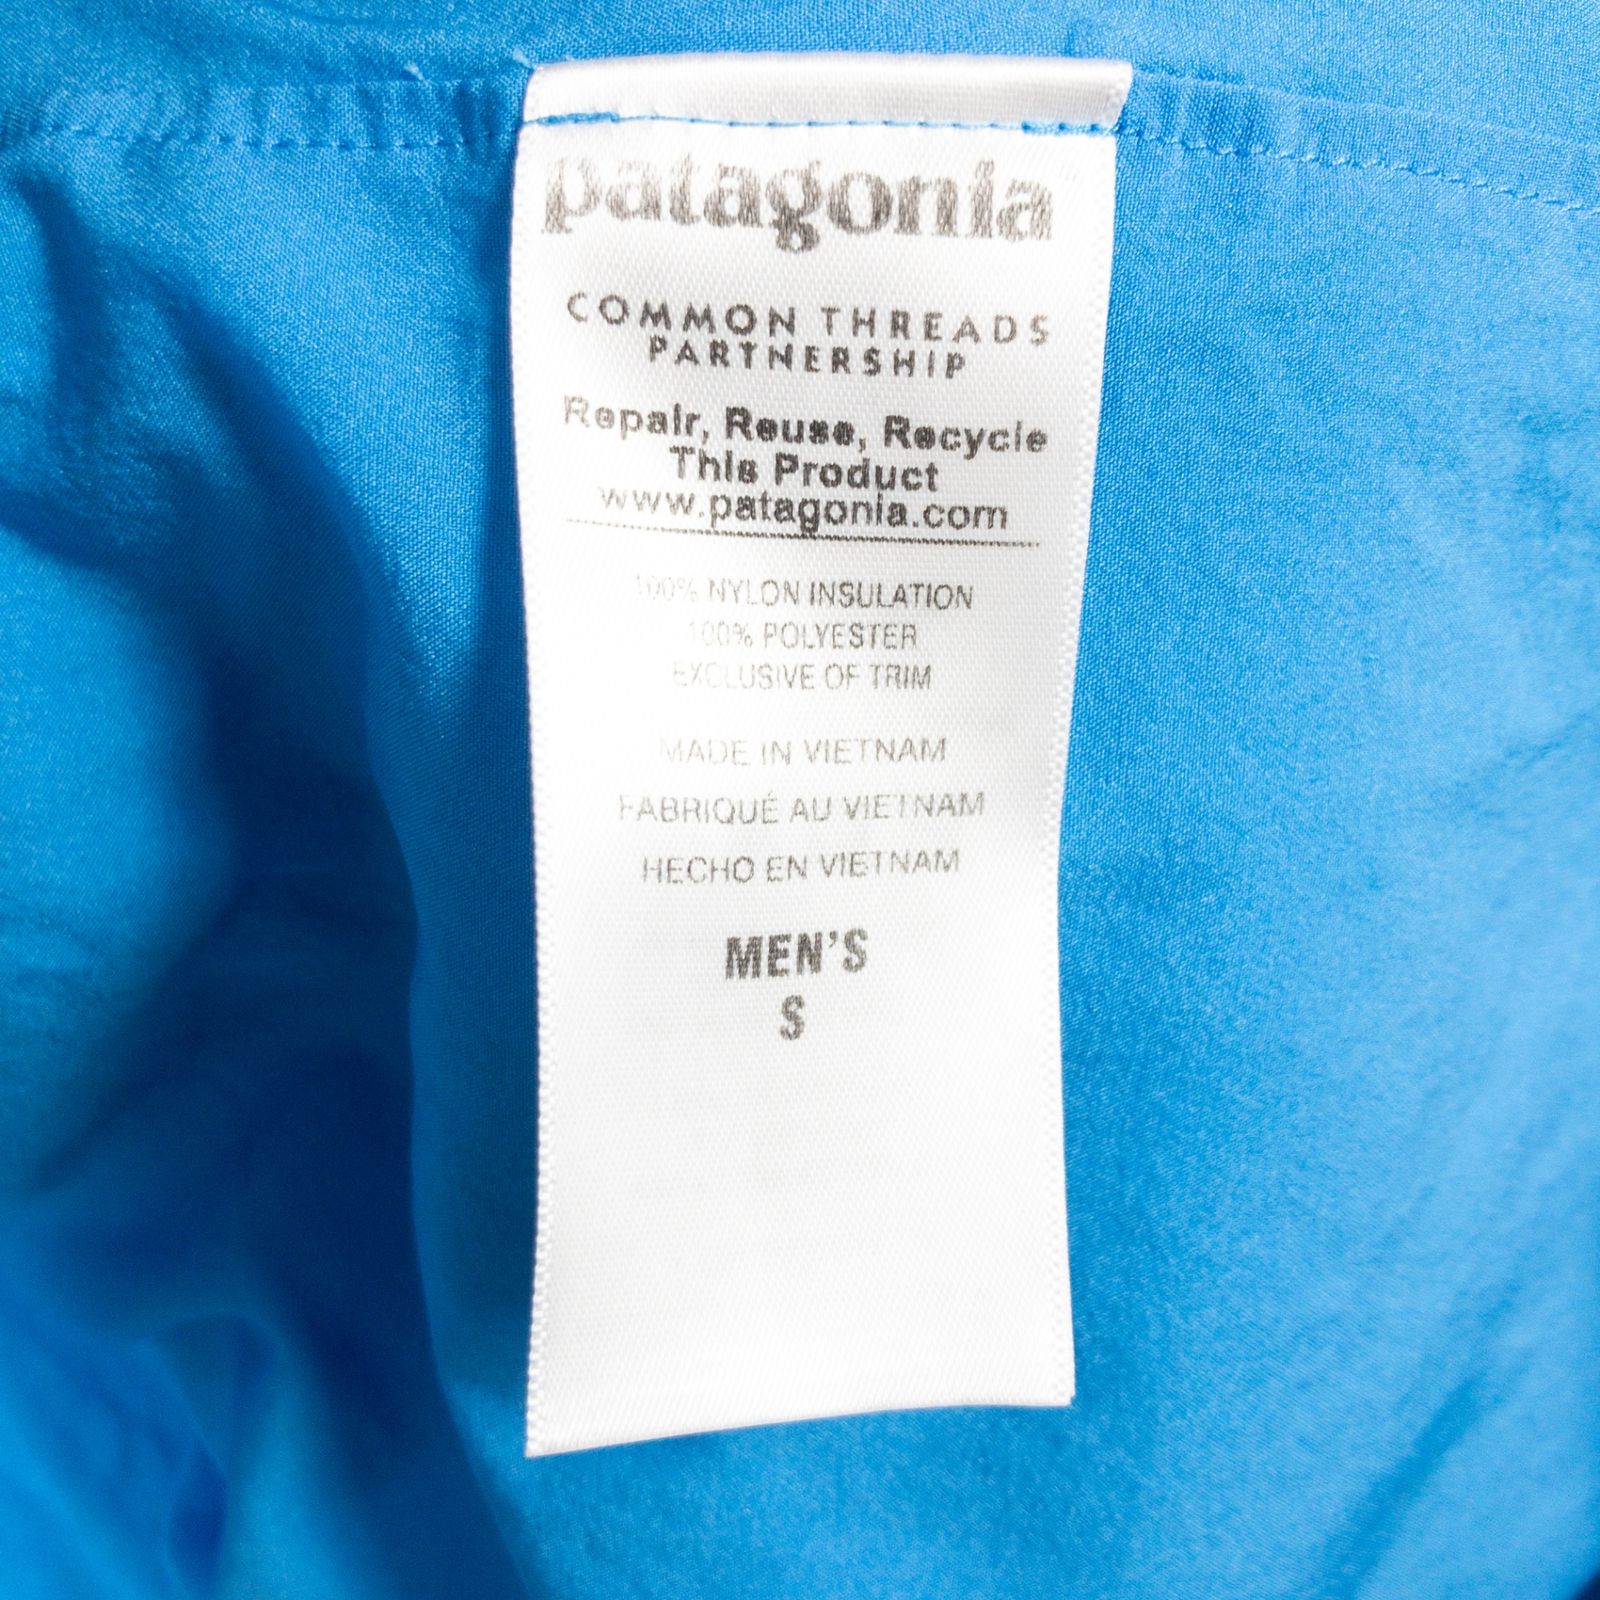 patagonia
COMMON THREADS
PARTNERSHIP
Repair, Reuse, Recycle
This Product
www.patagonia.com
100% NYLON INSULATION
100% POLYESTER
EXCLUSIVE OF TRIM
MADE IN VIETNAM
FABRIQUÉ AU VIETNAM
HECHO EN VIETNAM
MEN'S
S